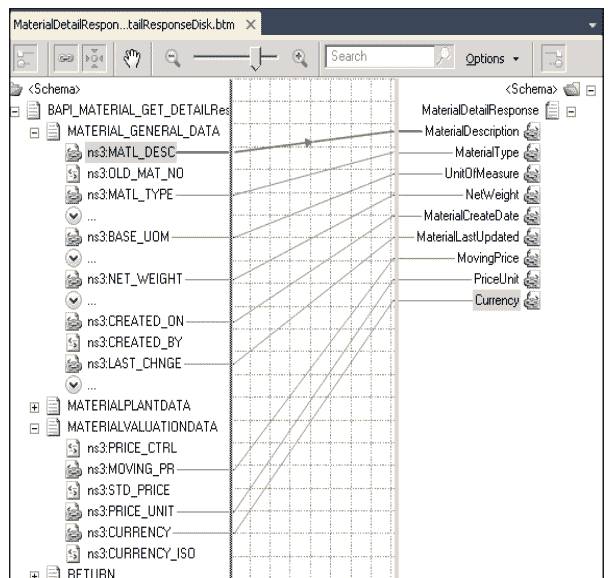 MaterialDetailRespon...tailResponseDisk.btm
Search
Options
<Schema>
<Schema>
BAPI_MATERIAL_GET_DETAILRes
MaterialDetailResponse
MATERIAL_GENERAL_DATA
MaterialDescription
ns3:MATL_DESC
MaterialType
ns3:OLD_MAT_NO
UnitOfMeasure
ns3:MATL_TYPE
NetWeight
...
MaterialCreateDate
ns3:BASE_UOM
MaterialLastUpdated
...
MovingPrice
ns3:NET_WEIGHT
PriceUnit
...
Currency
ns3:CREATED_ON
ns3:CREATED_BY
ns3:LAST_CHNGE
...
MATERIALPLANTDATA
MATERIALVALUATIONDATA
ns3:PRICE_CTRL
ns3:MOVING_PR
ns3:STD_PRICE
ns3:PRICE_UNIT
ns3:CURRENCY
ns3:CURRENCY_ISO
RETURN